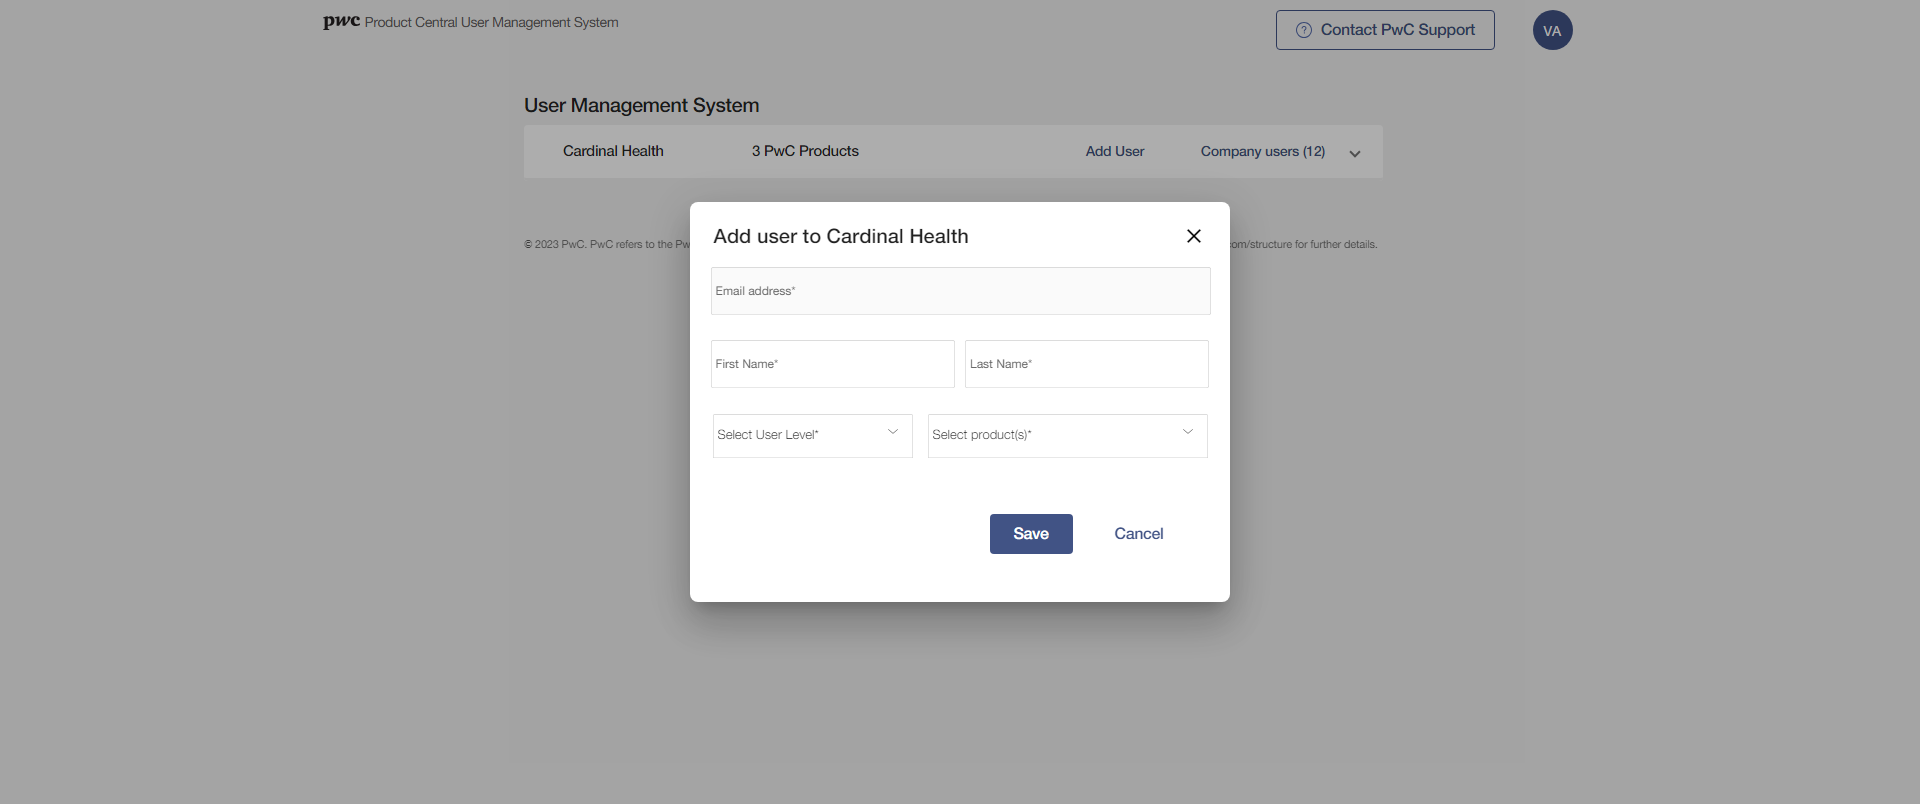 pwc Product Central User Management System
Contact PwC Support
VA
User Management System
Cardinal Health 3 PwC Products Add User Company users (12)
Add user to Cardinal Health
© 2023 PwC. PwC refers to the Pw
om/structure for further details.
Email address*
First Name* Last Name*
Select User Level* Select product(s)*
Save Cancel